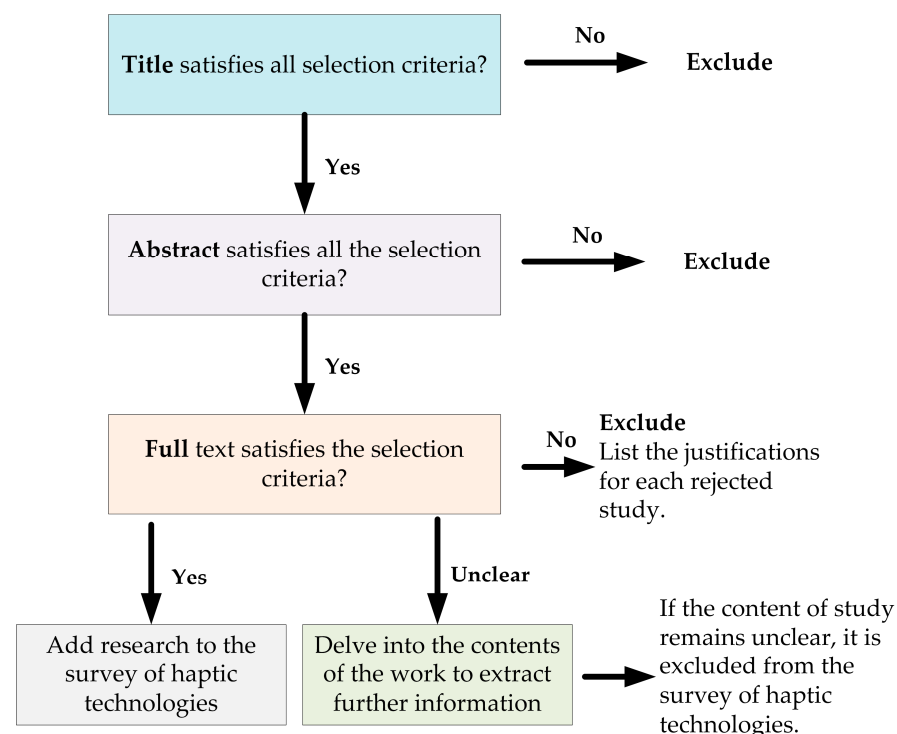 Title satisfies all selection criteria?
No
Exclude
Yes
Abstract satisfies all the selection
criteria?
No
Exclude
Yes
Full text satisfies the selection
criteria?
No
Exclude
List the justifications
for each rejected
study.
Yes
Unclear
Add research to the
survey of haptic
technologies
Delve into the contents
of the work to extract
further information
If the content of study
remains unclear, it is
excluded from the
survey of haptic
technologies.